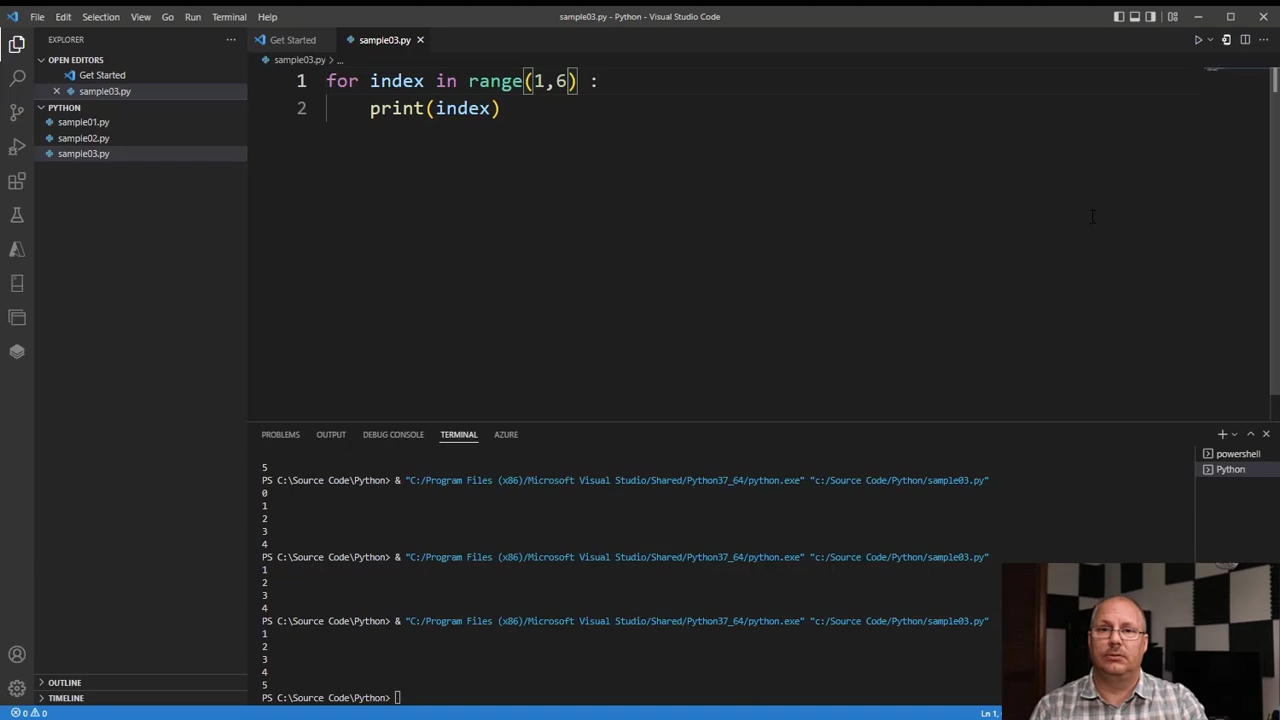 File Edit Selection View Go Run Terminal Help
sample03.py - Python - Visual Studio Code
EXPLORER
OPEN EDITORS
Get Started
sample03.py
PYTHON
sample01.py
sample02.py
sample03.py
OUTLINE
TIMELINE
Get Started
sample03.py
sample03.py > ...
1 for index in range(1,6) :
2 print(index)
PROBLEMS OUTPUT DEBUG CONSOLE TERMINAL AZURE
powershell
Python
5
PS C:\Source Code\Python> & "C:/Program Files (x86)/Microsoft Visual Studio/Shared/Python37_64/python.exe" "c:/Source Code/Python/sample03.py"
0
1
2
3
4
PS C:\Source Code\Python> & "C:/Program Files (x86)/Microsoft Visual Studio/Shared/Python37_64/python.exe" "c:/Source Code/Python/sample03.py"
1
2
3
4
PS C:\Source Code\Python> & "C:/Program Files (x86)/Microsoft Visual Studio/Shared/Python37_64/python.exe" "c:/Source Code/Python/sample03.py"
1
2
3
4
5
PS C:\Source Code\Python>
0 0
Ln 1,